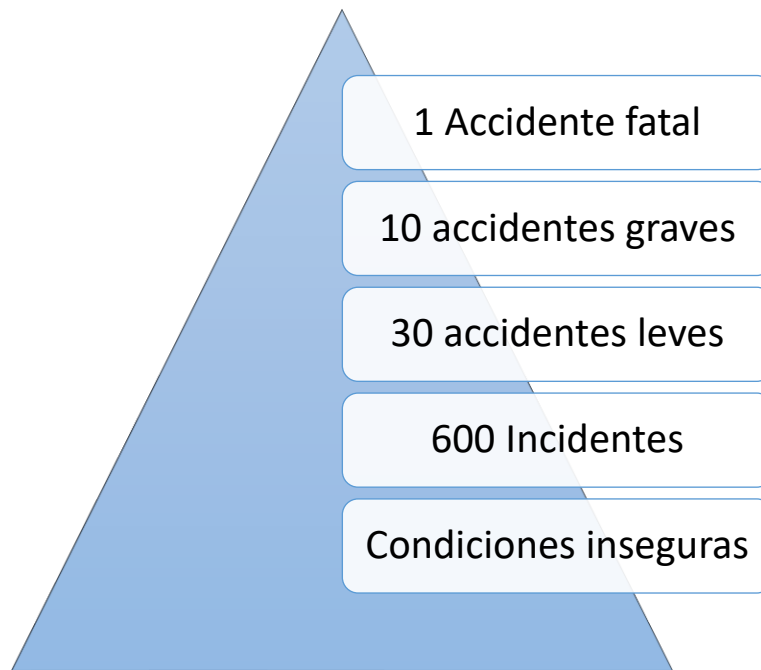 1 Accidente fatal
10 accidentes graves
30 accidentes leves
600 Incidentes
Condiciones inseguras